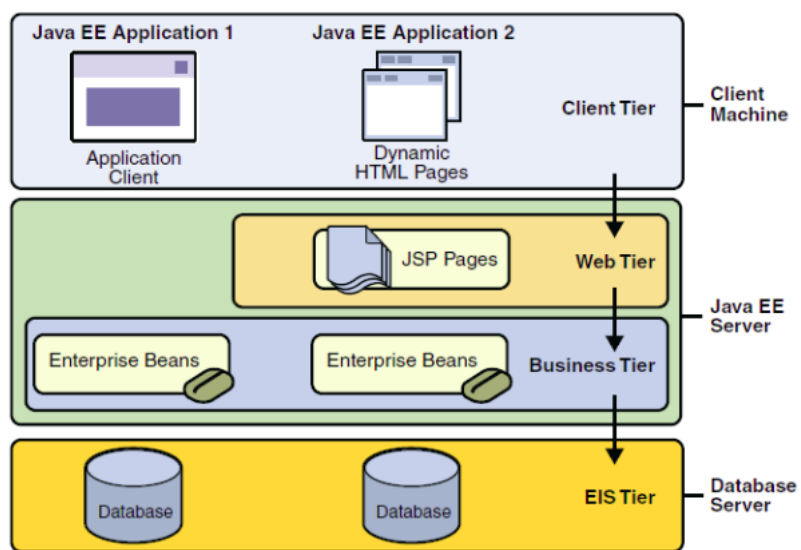 Java EE Application 1
Java EE Application 2
Application
Client
Dynamic
HTML Pages
Client Tier
Client
Machine
JSP Pages
Web Tier
Java EE
Server
Enterprise Beans
Enterprise Beans
Business Tier
Database
Database
EIS Tier
Database
Server